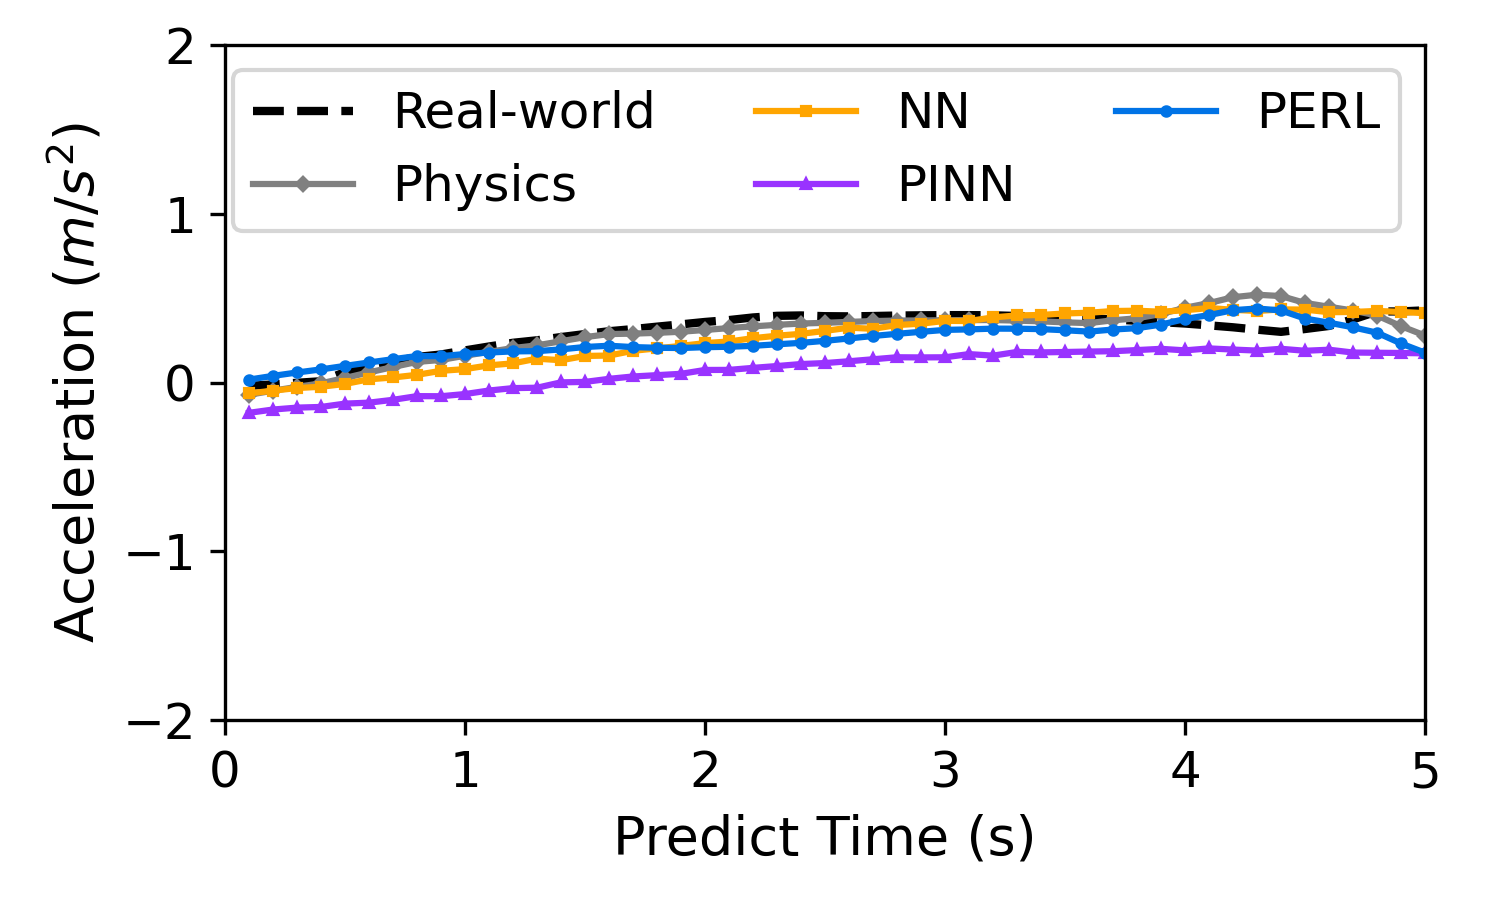 2
1
0
−1
−2
Acceleration (m/s²)
Real-world
Physics
NN
PINN
PERL
0 1 2 3 4 5
Predict Time (s)